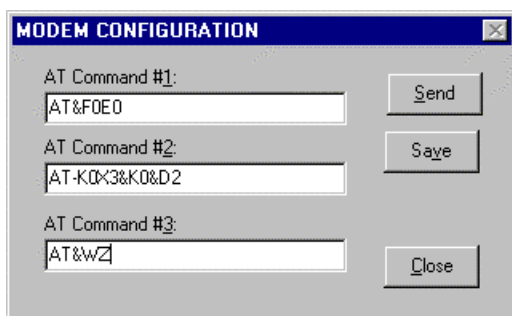 MODEM CONFIGURATION
AT Command #1:
AT&F0E0
Send
AT Command #2:
AT-K0X3&K0&D2
Save
AT Command #3:
AT&WZ
Close